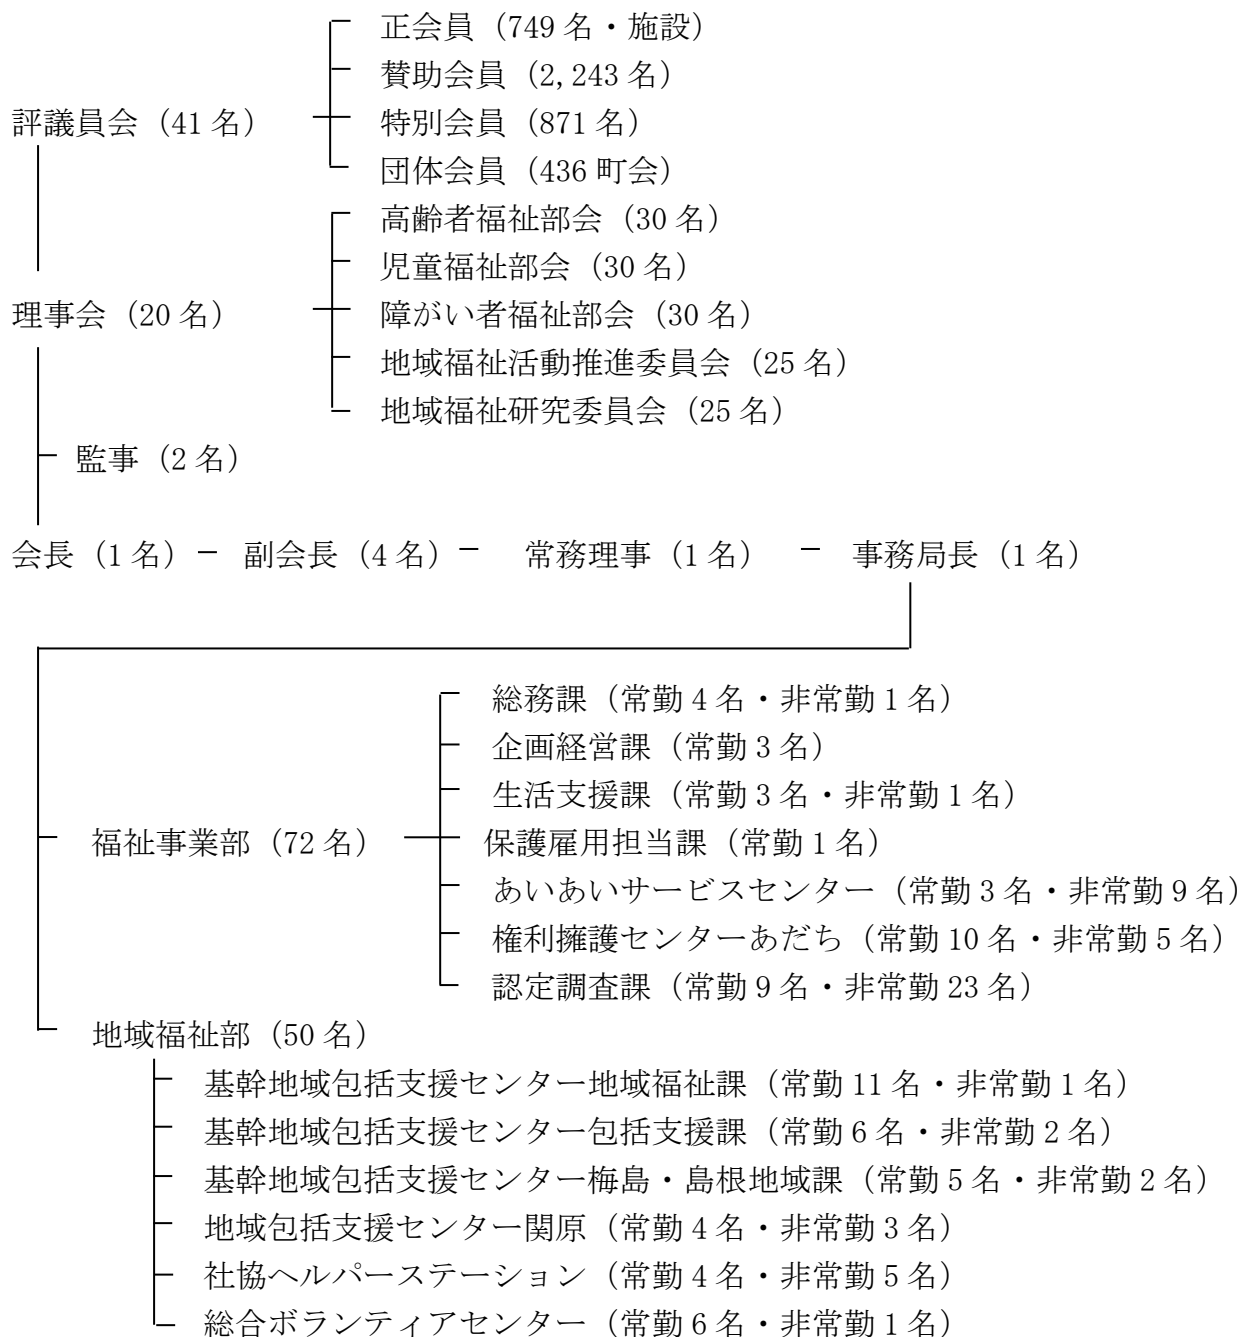 正会員（749名・施設）
賛助会員（2,243名）
評議員会（41名） 特別会員（871名）
団体会員（436町会）
高齢者福祉部会（30名）
児童福祉部会（30名）
理事会（20名） 障がい者福祉部会（30名）
地域福祉活動推進委員会（25名）
地域福祉研究委員会（25名）
監事（2名）
会長（1名） 副会長（4名） 常務理事（1名） 事務局長（1名）
総務課（常勤4名・非常勤1名）
企画経営課（常勤3名）
生活支援課（常勤3名・非常勤1名）
福祉事業部（72名） 保護雇用担当課（常勤1名）
あいあいサービスセンター（常勤3名・非常勤9名）
権利擁護センターあだち（常勤10名・非常勤5名）
認定調査課（常勤9名・非常勤23名）
地域福祉部（50名）
基幹地域包括支援センター地域福祉課（常勤11名・非常勤1名）
基幹地域包括支援センター包括支援課（常勤6名・非常勤2名）
基幹地域包括支援センター梅島・島根地域課（常勤5名・非常勤2名）
地域包括支援センター関原（常勤4名・非常勤3名）
社協ヘルパーステーション（常勤4名・非常勤5名）
総合ボランティアセンター（常勤6名・非常勤1名）